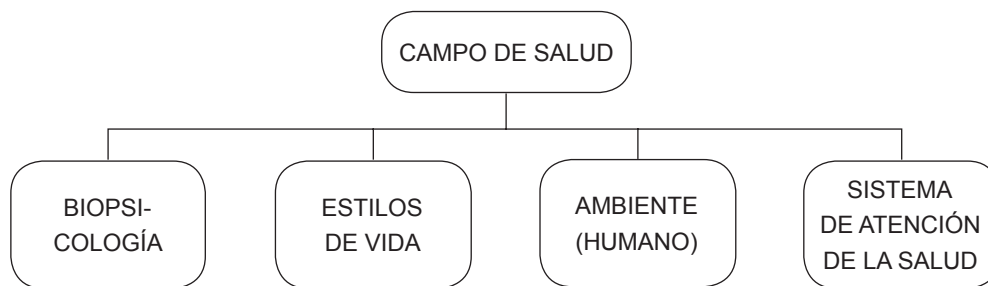 CAMPO DE SALUD
BIOPSI-
COLOGÍA
ESTILOS
DE VIDA
AMBIENTE
(HUMANO)
SISTEMA
DE ATENCIÓN
DE LA SALUD